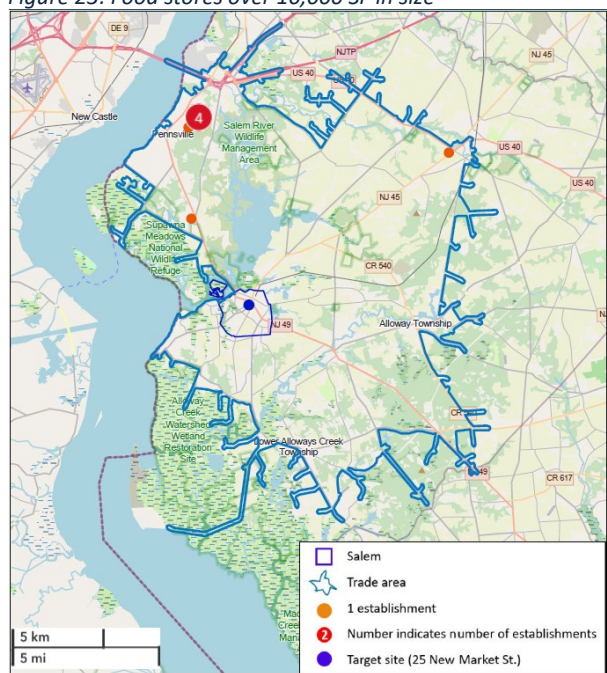 Figure 23: Food stores over 10,000 SF in size
DE 9
NJTP
NJ 45
US 40
US 40
New Castle
4
Pennsville
Salem River
Wildlife
Management
Area
US 40
NJ 45
Supawna
Meadows
National
Wildlife
Refuge
CR 540
NJ 49
Alloway Township
Alloway
Creek
Watershed
Wetland
Restoration
Site
Lower Alloways Creek
Township
CR 617
Salem
Trade area
1 establishment
2 Number indicates number of establishments
Target site (25 New Market St.)
5 km
5 mi